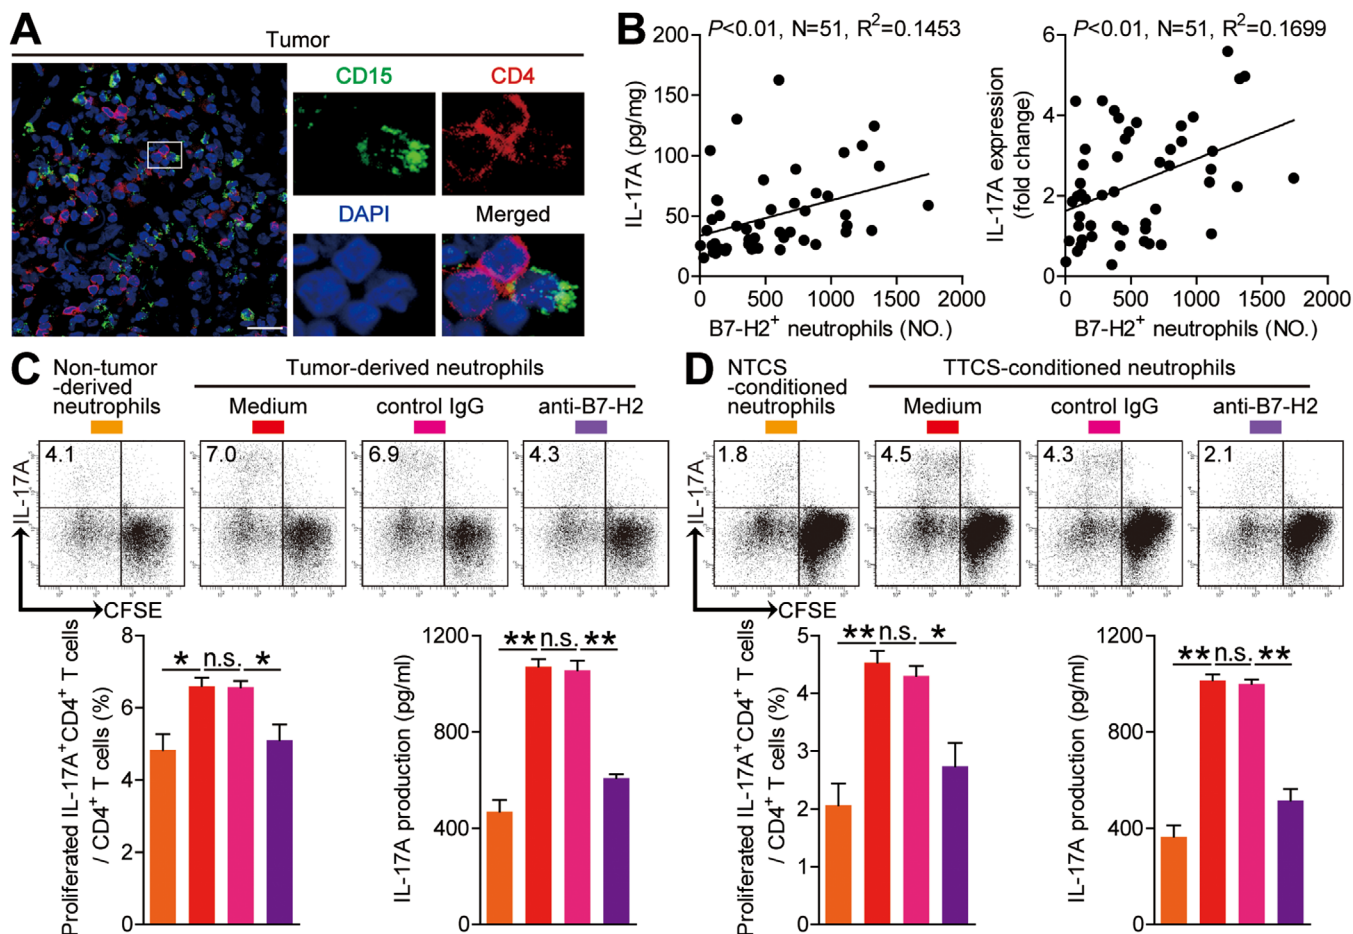 A
Tumor
CD15
CD4
DAPI
Merged
B
P<0.01, N=51, R²=0.1453
200
150
100
50
0
IL-17A (pg/mg)
0 500 1000 1500 2000
B7-H2⁺ neutrophils (NO.)
P<0.01, N=51, R²=0.1699
6
4
2
0
IL-17A expression
(fold change)
0 500 1000 1500 2000
B7-H2⁺ neutrophils (NO.)
C
Non-tumor
-derived
neutrophils
Tumor-derived neutrophils
Medium
control IgG
anti-B7-H2
4.1
7.0
6.9
4.3
IL-17A
CFSE
8
6
4
2
0
Proliferated IL-17A⁺CD4⁺ T cells
/ CD4⁺ T cells (%)
* n.s. *
1200
800
400
0
IL-17A production (pg/ml)
** n.s. **
D
NTCS
-conditioned
neutrophils
TTCS-conditioned neutrophils
Medium
control IgG
anti-B7-H2
1.8
4.5
4.3
2.1
IL-17A
CFSE
5
4
3
2
1
0
Proliferated IL-17A⁺CD4⁺ T cells
/ CD4⁺ T cells (%)
** n.s. *
1200
800
400
0
IL-17A production (pg/ml)
** n.s. **